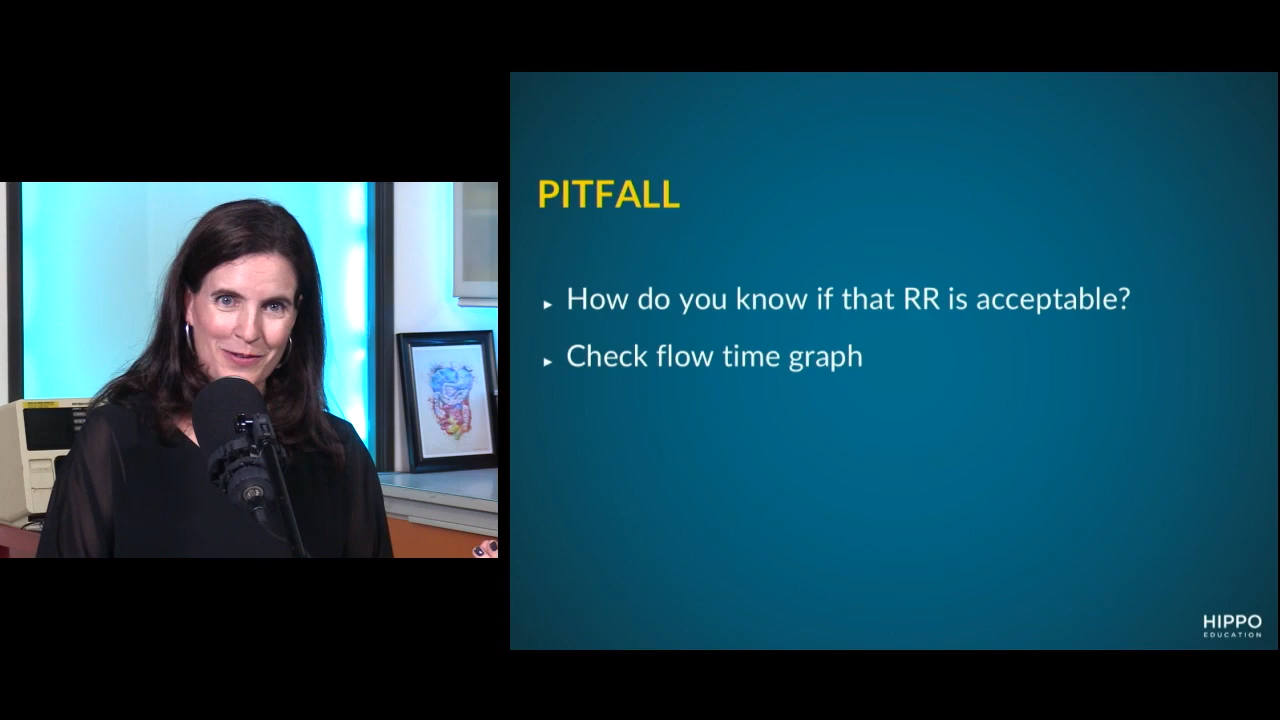 PITFALL
▸ How do you know if that RR is acceptable?
▸ Check flow time graph
HIPPO
EDUCATION